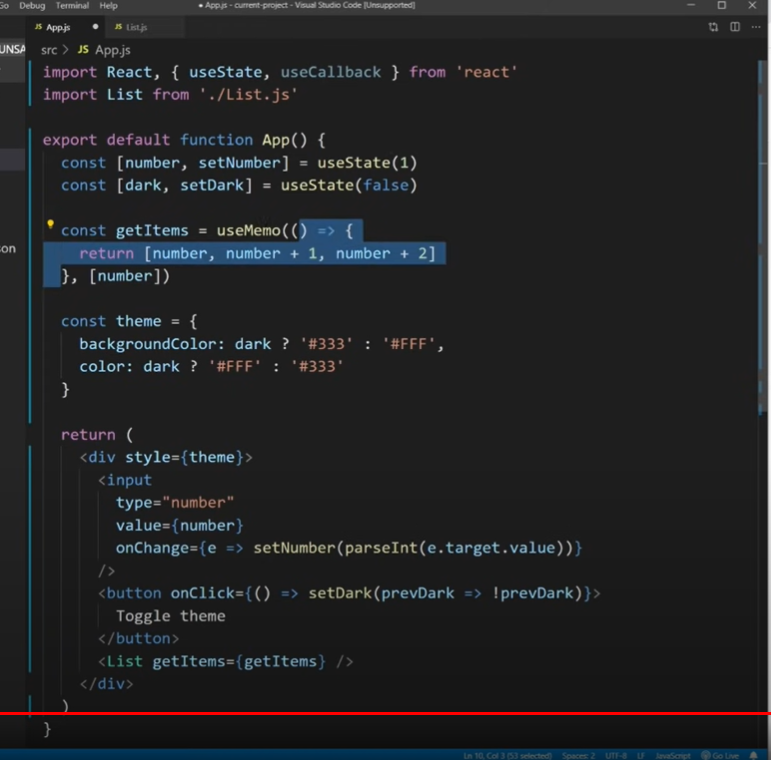 Go Debug Terminal Help ● App.js - current-project - Visual Studio Code [Unsupported]
JS App.js ● JS List.js
UNSA
src > JS App.js
import React, { useState, useCallback } from 'react'
import List from './List.js'
export default function App() {
const [number, setNumber] = useState(1)
const [dark, setDark] = useState(false)
const getItems = useMemo(() => {
son
return [number, number + 1, number + 2]
}, [number])
const theme = {
backgroundColor: dark ? '#333' : '#FFF',
color: dark ? '#FFF' : '#333'
}
return (
<div style={theme}>
<input
type="number"
value={number}
onChange={e => setNumber(parseInt(e.target.value))}
/>
<button onClick={() => setDark(prevDark => !prevDark)}>
Toggle theme
</button>
<List getItems={getItems} />
</div>
)
}
Ln 10, Col 3 (53 selected) Spaces: 2 UTF-8 LF JavaScript Go Live